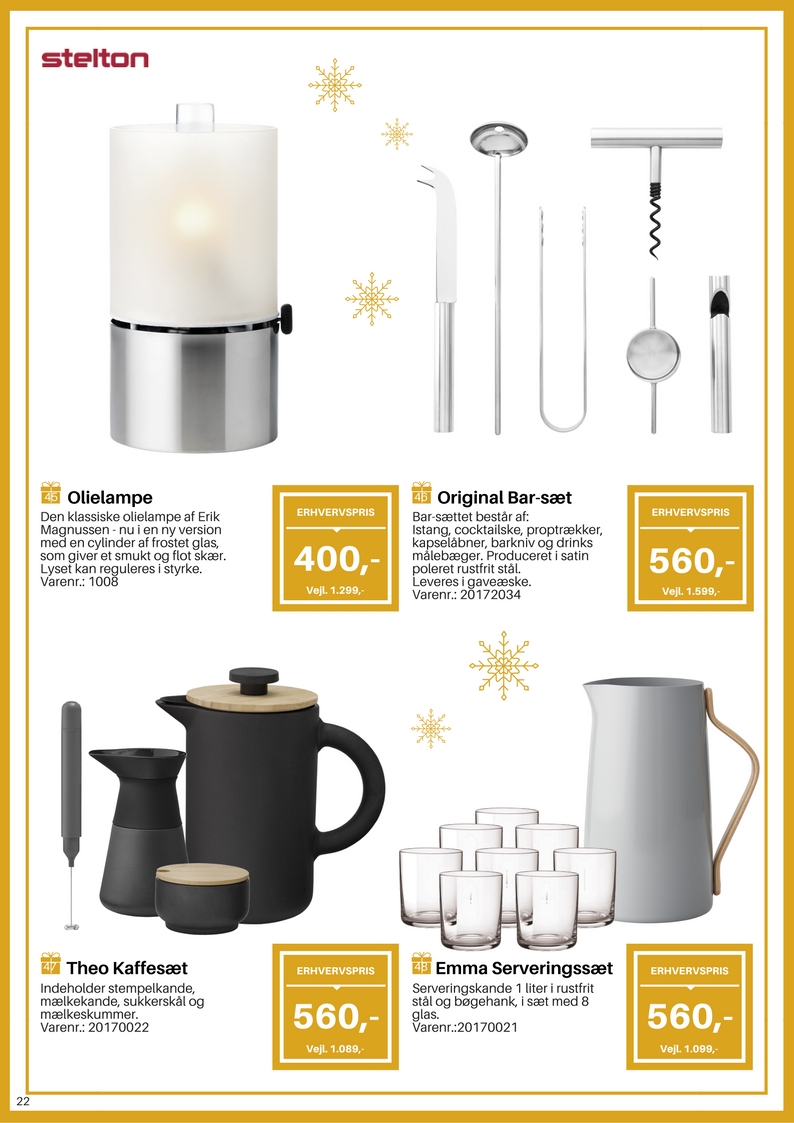 stelton
45 Olielampe
Den klassiske olielampe af Erik
Magnussen - nu i en ny version
med en cylinder af frostet glas,
som giver et smukt og flot skær.
Lyset kan reguleres i styrke.
Varenr.: 1008
ERHVERVSPRIS
400,-
Vejl. 1.299,-
46 Original Bar-sæt
Bar-sættet består af:
Istang, cocktailske, proptrækker,
kapselåbner, barkniv og drinks
målebæger. Produceret i satin
poleret rustfrit stål.
Leveres i gaveæske.
Varenr.: 20172034
ERHVERVSPRIS
560,-
Vejl. 1.599,-
47 Theo Kaffesæt
Indeholder stempelkande,
mælkekande, sukkerskål og
mælkeskummer.
Varenr.: 20170022
ERHVERVSPRIS
560,-
Vejl. 1.089,-
48 Emma Serveringssæt
Serveringskande 1 liter i rustfrit
stål og bøgehank, i sæt med 8
glas.
Varenr.:20170021
ERHVERVSPRIS
560,-
Vejl. 1.099,-
22